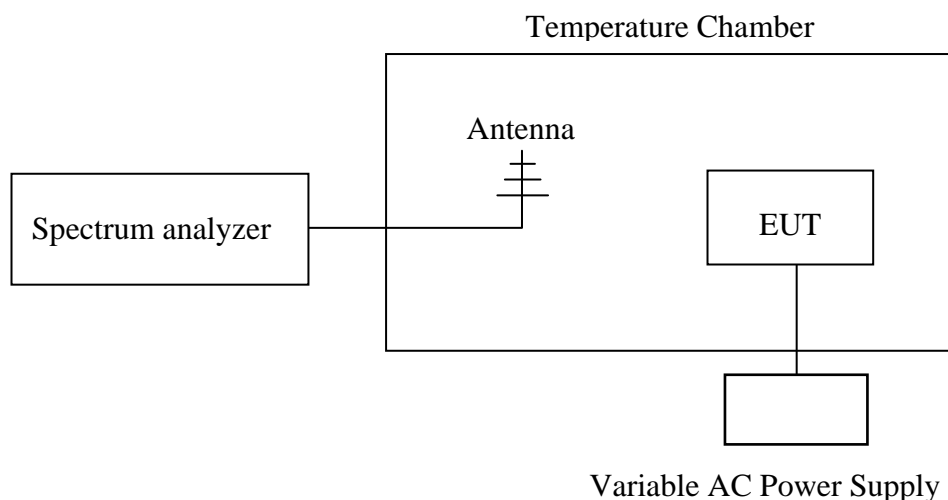 Temperature Chamber
Antenna
Spectrum analyzer
EUT
Variable AC Power Supply